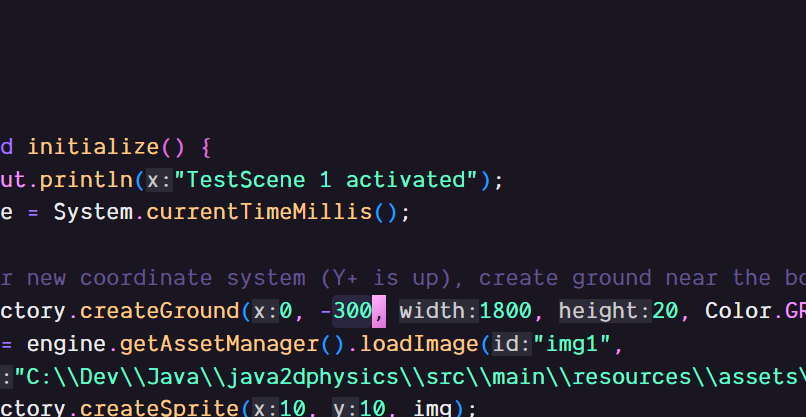 d initialize() {
ut.println(x:"TestScene 1 activated");
e = System.currentTimeMillis();
r new coordinate system (Y+ is up), create ground near the bo
ctory.createGround(x:0, -300, width:1800, height:20, Color.GR
= engine.getAssetManager().loadImage(id:"img1",
:"C:\\Dev\\Java\\java2dphysics\\src\\main\\resources\\assets\
ctory.createSprite(x:10, y:10, img);